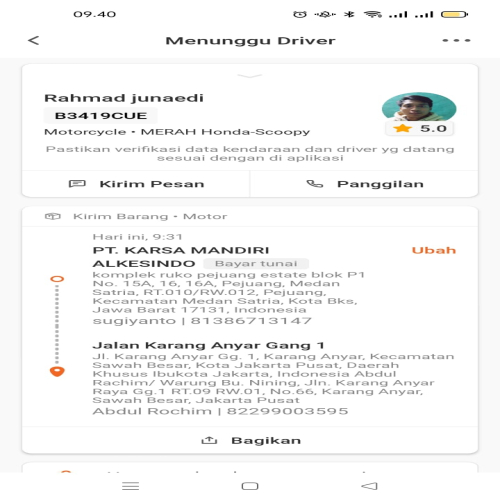 09.40
Menunggu Driver
Rahmad junaedi
B3419CUE
Motorcycle • MERAH Honda-Scoopy
5.0
Pastikan verifikasi data kendaraan dan driver yg datang
sesuai dengan di aplikasi
Kirim Pesan
Panggilan
Kirim Barang • Motor
Hari ini, 9:31
PT. KARSA MANDIRI
ALKESINDO
Bayar tunai
Ubah
komplek ruko pejuang estate blok P1
No. 15A, 16, 16A, Pejuang, Medan
Satria, RT.010/RW.012, Pejuang,
Kecamatan Medan Satria, Kota Bks,
Jawa Barat 17131, Indonesia
sugiyanto | 81386713147
Jalan Karang Anyar Gang 1
Jl. Karang Anyar Gg. 1, Karang Anyar, Kecamatan
Sawah Besar, Kota Jakarta Pusat, Daerah
Khusus Ibukota Jakarta, Indonesia Abdul
Rachim/ Warung Bu. Nining, Jln. Karang Anyar
Raya Gg.1 RT.09 RW.01, No.66, Karang Anyar,
Sawah Besar, Jakarta Pusat
Abdul Rochim | 82299003595
Bagikan